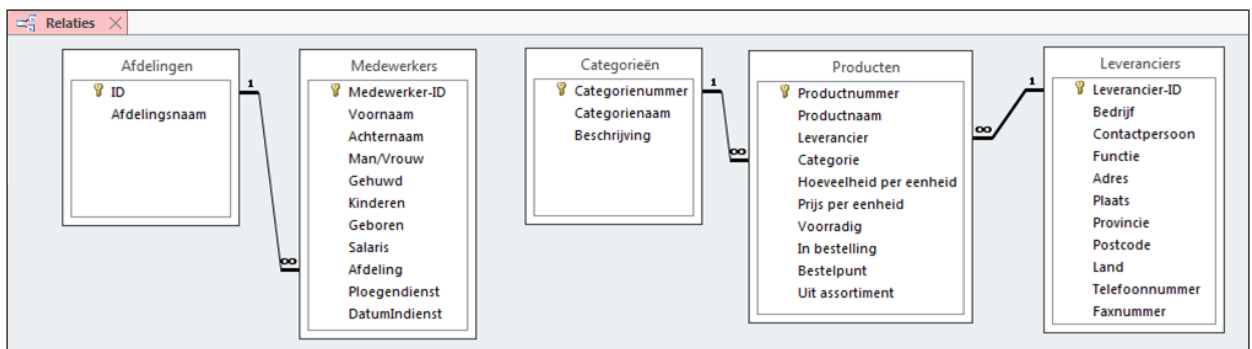 Relaties
Afdelingen
ID
Afdelingsnaam
1
∞
Medewerkers
Medewerker-ID
Voornaam
Achternaam
Man/Vrouw
Gehuwd
Kinderen
Geboren
Salaris
Afdeling
Ploegendienst
DatumIndienst
Categorieën
Categorienummer
Categorienaam
Beschrijving
1
∞
Producten
Productnummer
Productnaam
Leverancier
Categorie
Hoeveelheid per eenheid
Prijs per eenheid
Voorradig
In bestelling
Bestelpunt
Uit assortiment
∞
1
Leveranciers
Leverancier-ID
Bedrijf
Contactpersoon
Functie
Adres
Plaats
Provincie
Postcode
Land
Telefoonnummer
Faxnummer